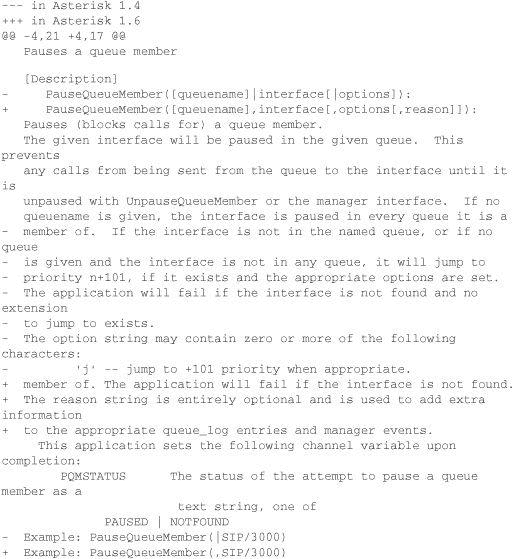 --- in Asterisk 1.4
+++ in Asterisk 1.6
@@ -4,21 +4,17 @@
Pauses a queue member
[Description]
- PauseQueueMember([queuename]|interface[|options]):
+ PauseQueueMember([queuename],interface[,options[,reason]]):
Pauses (blocks calls for) a queue member.
The given interface will be paused in the given queue. This
prevents
any calls from being sent from the queue to the interface until it
is
unpaused with UnpauseQueueMember or the manager interface. If no
queuename is given, the interface is paused in every queue it is a
- member of. If the interface is not in the named queue, or if no
queue
- is given and the interface is not in any queue, it will jump to
- priority n+101, if it exists and the appropriate options are set.
- The application will fail if the interface is not found and no
extension
- to jump to exists.
- The option string may contain zero or more of the following
characters:
- 'j' -- jump to +101 priority when appropriate.
+ member of. The application will fail if the interface is not found.
+ The reason string is entirely optional and is used to add extra
information
+ to the appropriate queue_log entries and manager events.
This application sets the following channel variable upon
completion:
PQMSTATUS The status of the attempt to pause a queue
member as a
text string, one of
PAUSED | NOTFOUND
- Example: PauseQueueMember(|SIP/3000)
+ Example: PauseQueueMember(,SIP/3000)